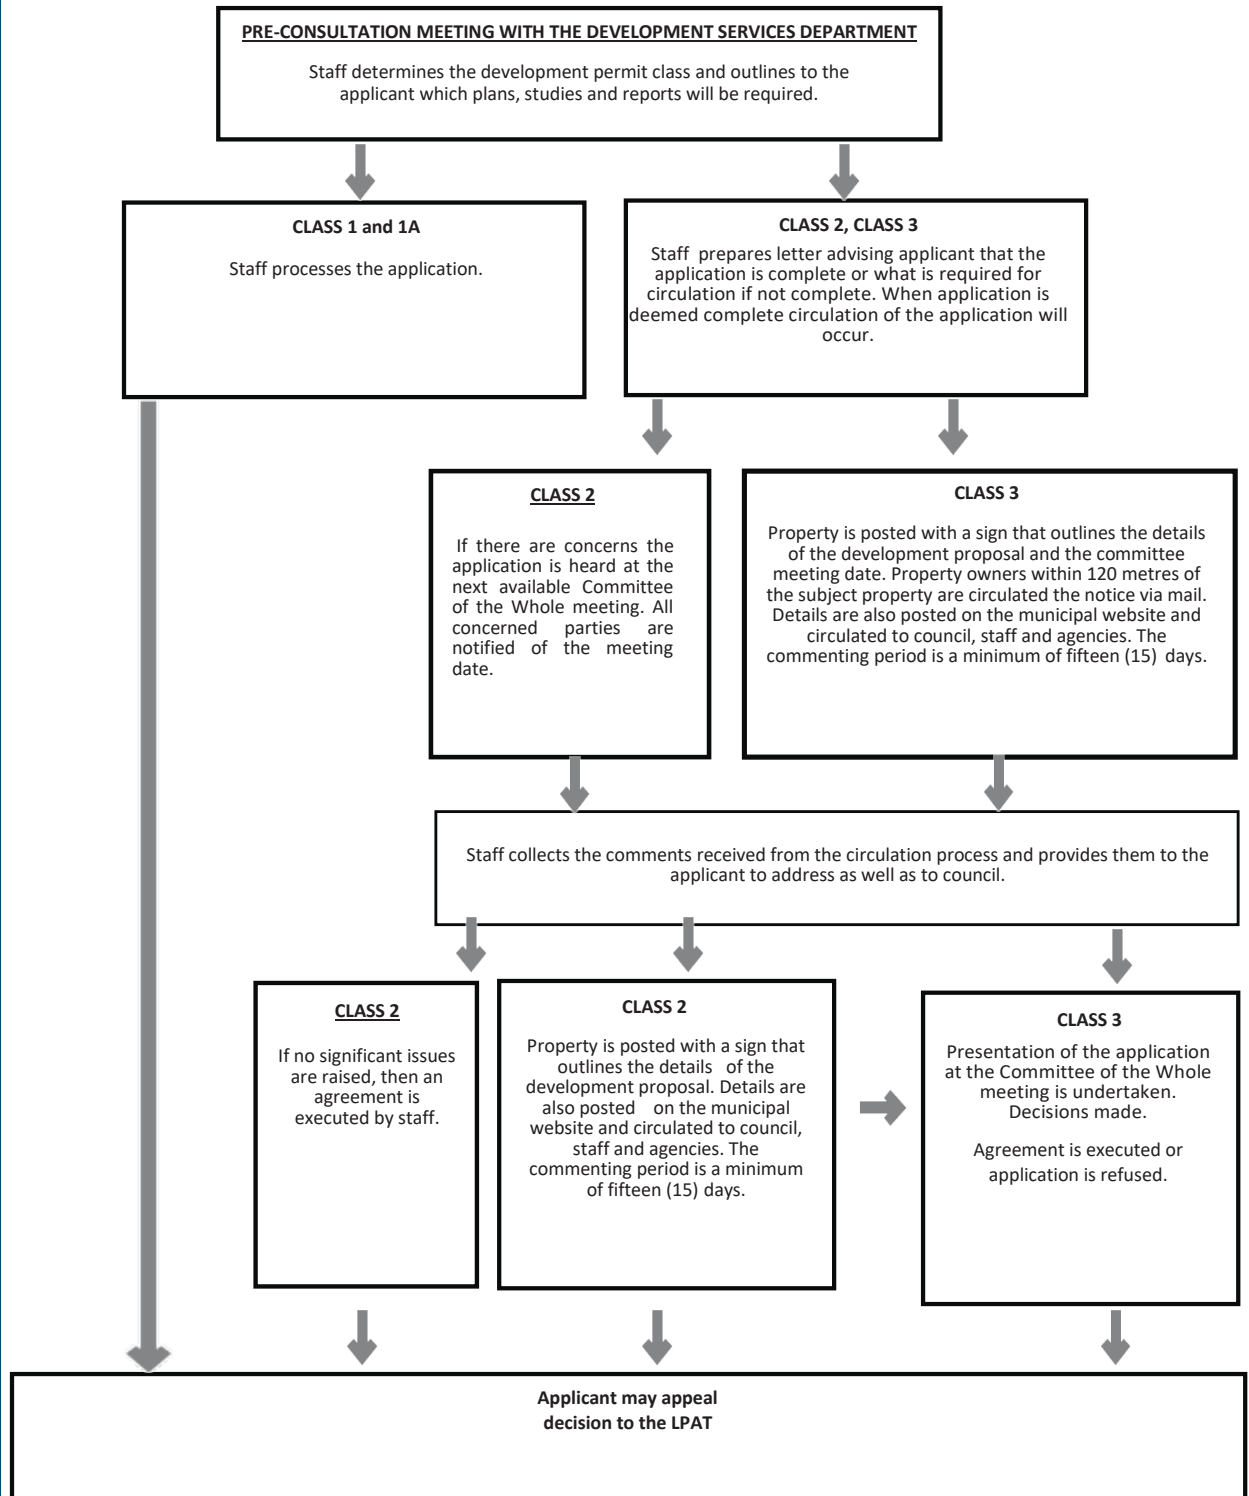 PRE-CONSULTATION MEETING WITH THE DEVELOPMENT SERVICES DEPARTMENT
Staff determines the development permit class and outlines to the
applicant which plans, studies and reports will be required.
CLASS 1 and 1A
Staff processes the application.
CLASS 2, CLASS 3
Staff prepares letter advising applicant that the
application is complete or what is required for
circulation if not complete. When application is
deemed complete circulation of the application will
occur.
CLASS 2
If there are concerns the
application is heard at the
next available Committee
of the Whole meeting. All
concerned parties are
notified of the meeting
date.
CLASS 3
Property is posted with a sign that outlines the details
of the development proposal and the committee
meeting date. Property owners within 120 metres of
the subject property are circulated the notice via mail.
Details are also posted on the municipal website and
circulated to council, staff and agencies. The
commenting period is a minimum of fifteen (15) days.
Staff collects the comments received from the circulation process and provides them to the
applicant to address as well as to council.
CLASS 2
If no significant issues
are raised, then an
agreement is
executed by staff.
CLASS 2
Property is posted with a sign that
outlines the details of the
development proposal. Details are
also posted on the municipal
website and circulated to council,
staff and agencies. The
commenting period is a minimum
of fifteen (15) days.
CLASS 3
Presentation of the application
at the Committee of the Whole
meeting is undertaken.
Decisions made.
Agreement is executed or
application is refused.
Applicant may appeal
decision to the LPAT